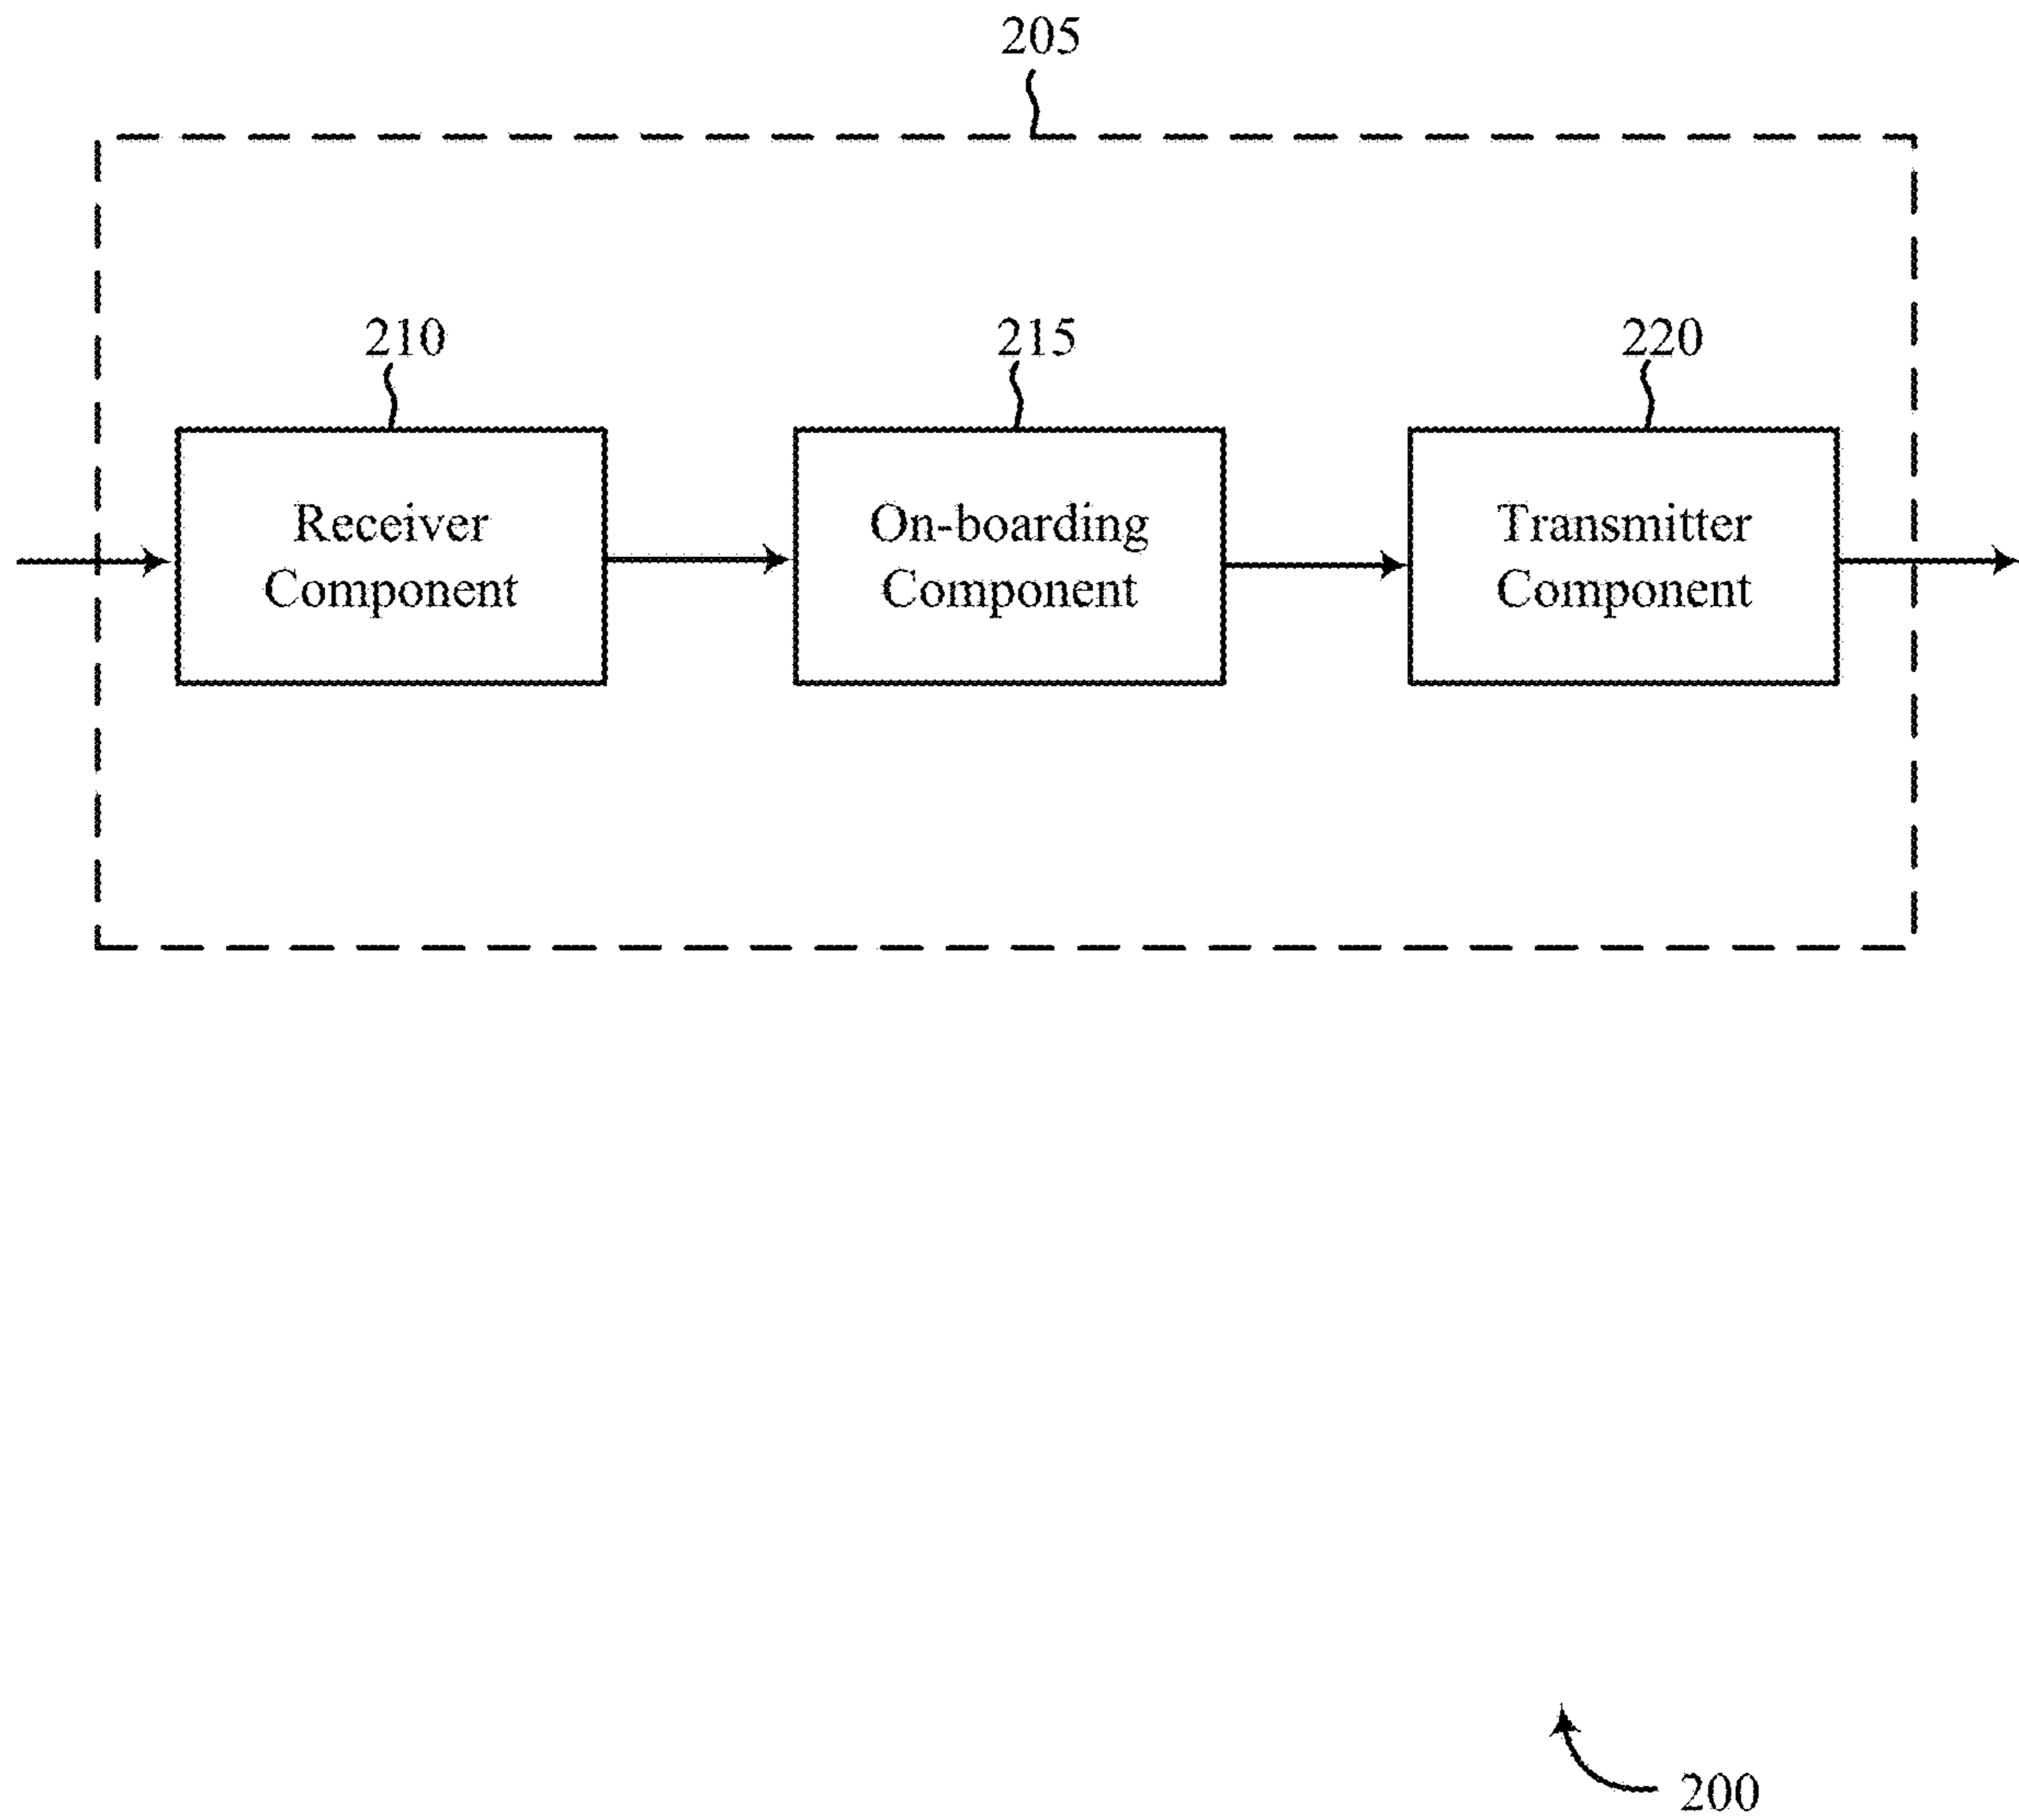 205
210
215
220
Receiver
Component
On-boarding
Component
Transmitter
Component
200